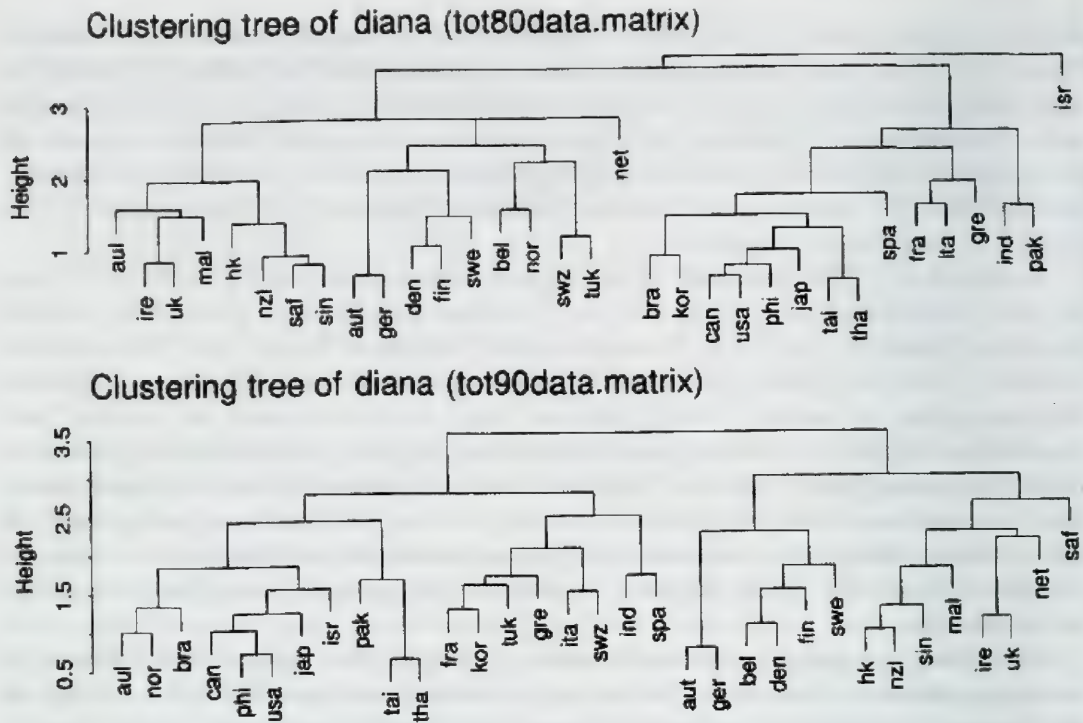 Clustering tree of diana (tot80data.matrix)
Height
1 2 3
aul
ire
uk
mal
hk
nzl
saf
sin
aut
ger
den
fin
swe
bel
nor
swz
tuk
net
bra
kor
can
usa
phi
jap
tai
tha
spa
fra
ita
gre
ind
pak
isr
Clustering tree of diana (tot90data.matrix)
Height
0.5 1.5 2.5 3.5
aul
nor
bra
can
phi
usa
jap
isr
pak
tai
tha
fra
kor
tuk
gre
ita
swz
ind
spa
aut
ger
bel
den
fin
swe
hk
nzl
sin
mal
ire
uk
net
saf